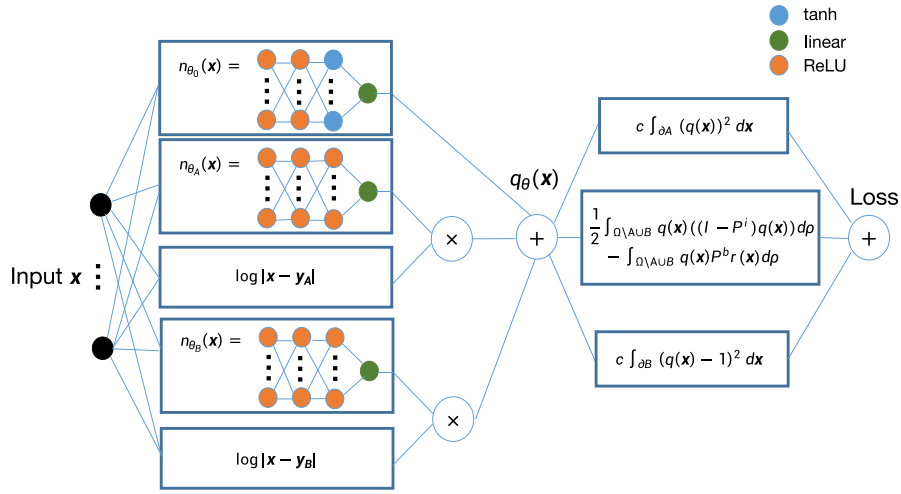 tanh
linear
ReLU
n_{θ_0}(x) =
n_{θ_A}(x) =
log|x − y_A|
n_{θ_B}(x) =
log|x − y_B|
Input x
×
×
q_θ(x)
+
c ∫_{∂A} (q(x))² dx
1/2 ∫_{Ω\A∪B} q(x)((I − P^i)q(x))dρ
− ∫_{Ω\A∪B} q(x)P^b r(x)dρ
c ∫_{∂B} (q(x) − 1)² dx
Loss
+